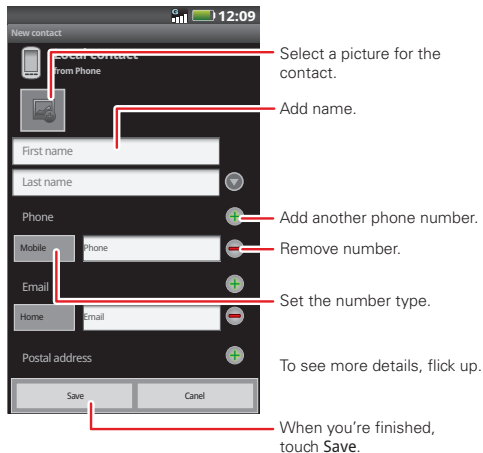 G
12:09
New contact
Local contact
from Phone
Select a picture for the
contact.
Add name.
First name
Last name
Phone
Add another phone number.
Mobile
Phone
Remove number.
Email
Set the number type.
Home
Email
Postal address
To see more details, flick up.
Save
Canel
When you're finished,
touch Save.